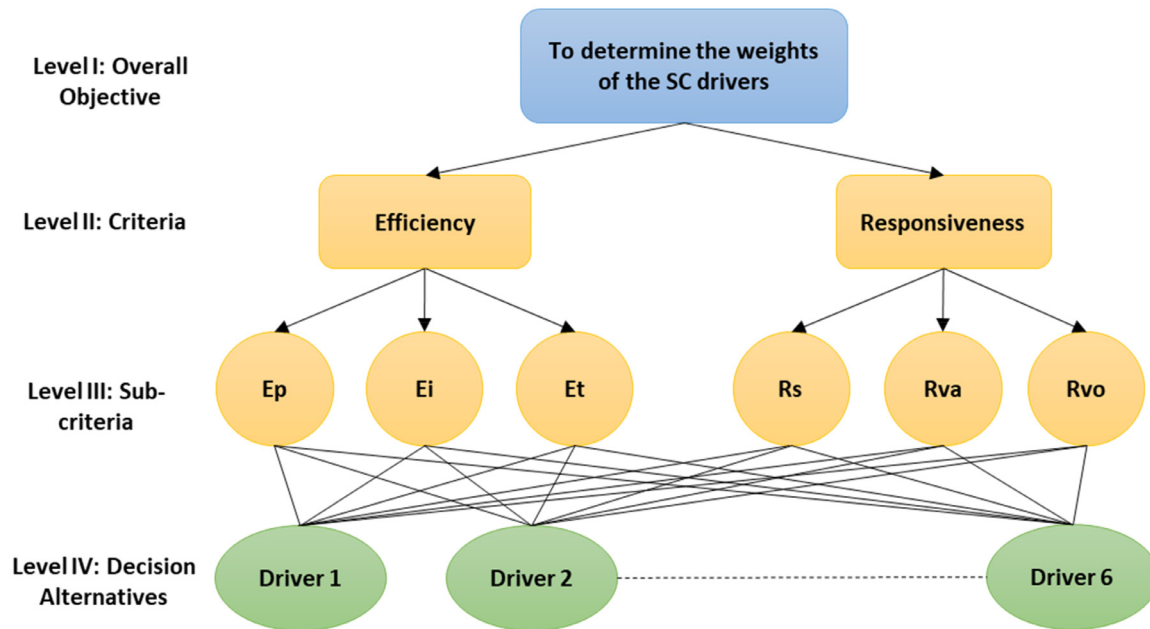 To determine the weights
of the SC drivers
Level I: Overall
Objective
Level II: Criteria
Efficiency
Responsiveness
Level III: Sub-
criteria
Ep
Ei
Et
Rs
Rva
Rvo
Level IV: Decision
Alternatives
Driver 1
Driver 2
Driver 6